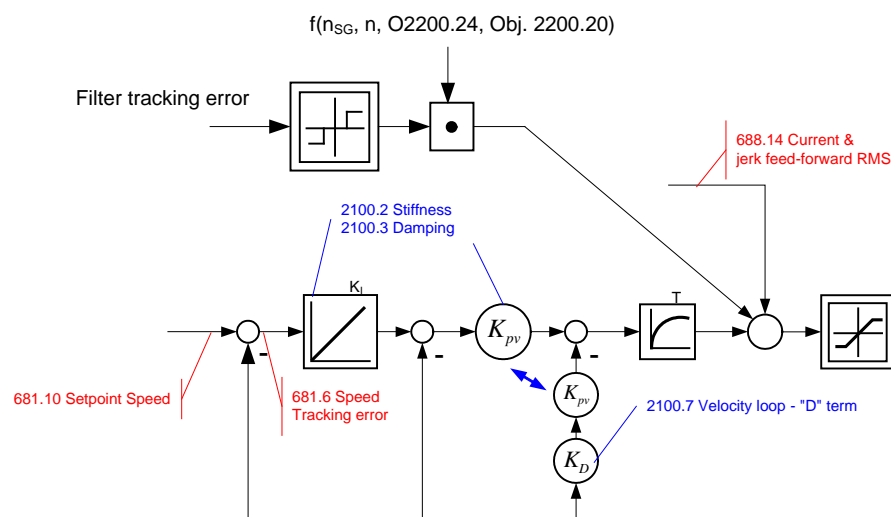 f(nSG, n, O2200.24, Obj. 2200.20)
Filter tracking error
688.14 Current &
jerk feed-forward RMS
2100.2 Stiffness
2100.3 Damping
KI
T
Kpv
-
-
-
681.10 Setpoint Speed
681.6 Speed
Tracking error
Kpv
2100.7 Velocity loop - "D" term
KD